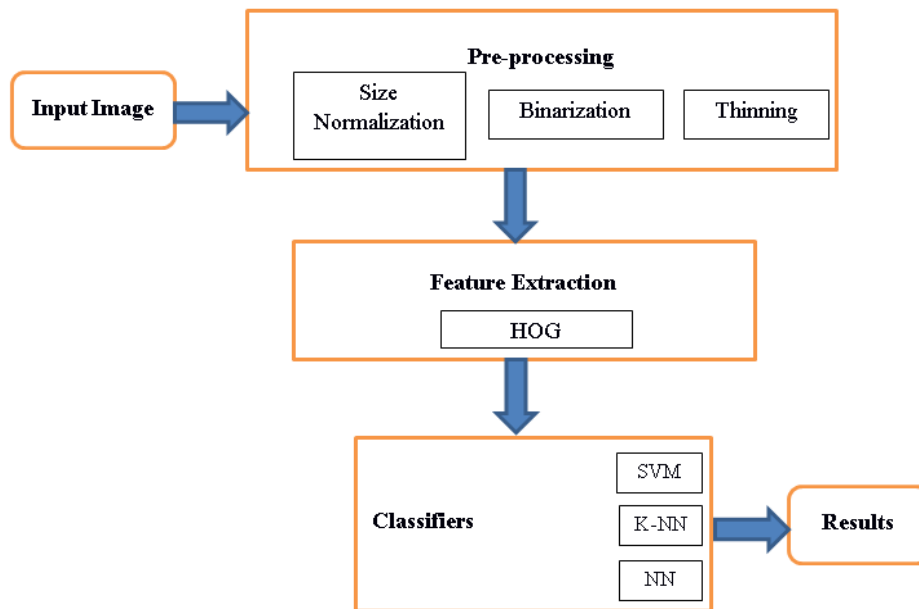 Pre-processing
Input Image
Size
Normalization
Binarization
Thinning
Feature Extraction
HOG
Classifiers
SVM
K-NN
NN
Results